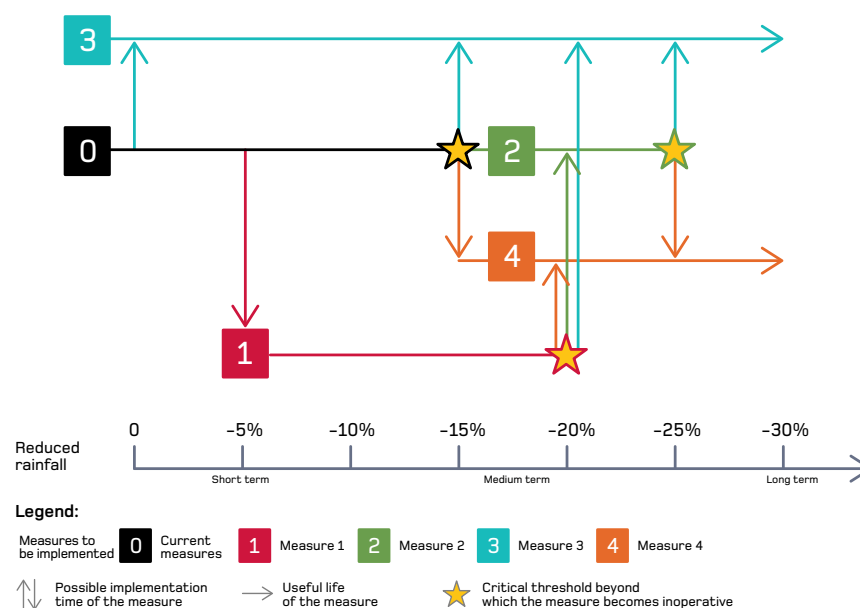 3
0
2
4
1
0 -5% -10% -15% -20% -25% -30%
Reduced
rainfall
Short term Medium term Long term
Legend:
Measures to
be implemented
0 Current
measures
1 Measure 1
2 Measure 2
3 Measure 3
4 Measure 4
Possible implementation
time of the measure
Useful life
of the measure
Critical threshold beyond
which the measure becomes inoperative